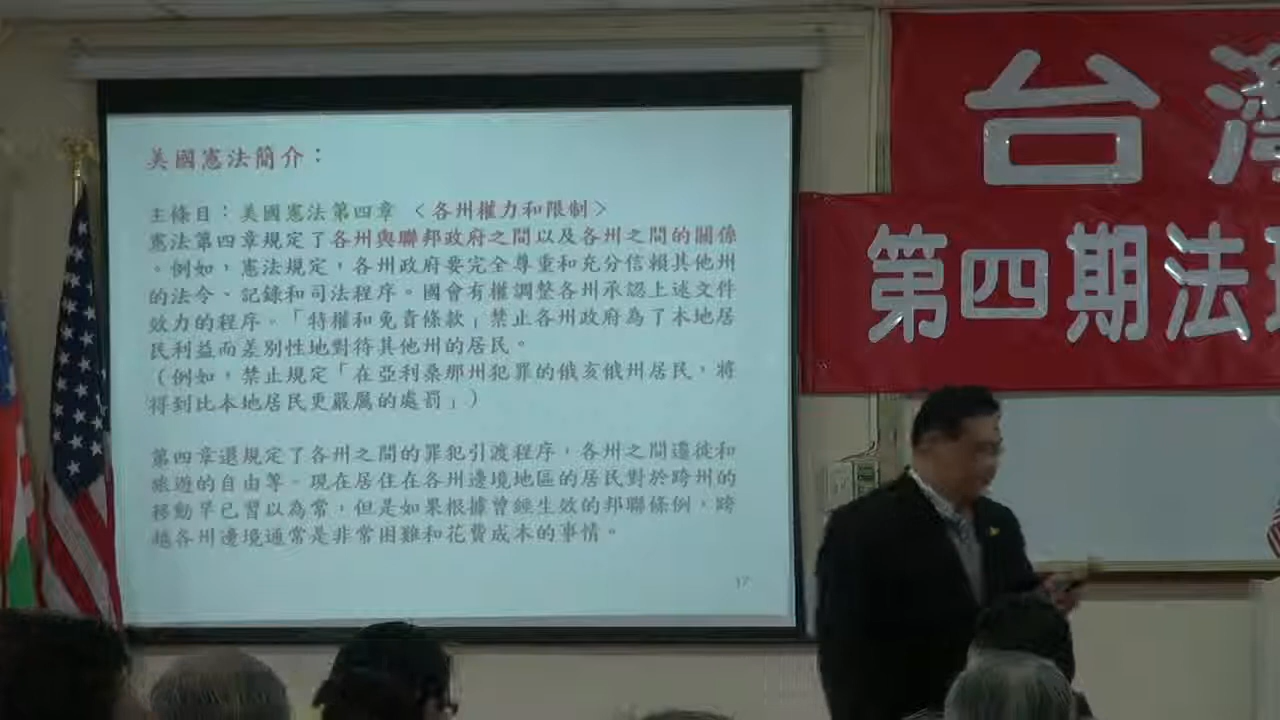 美國憲法簡介：
主條目：美國憲法第四章 ＜各州權力和限制＞
憲法第四章規定了各州與聯邦政府之間以及各州之間的關係
。例如，憲法規定，各州政府要完全尊重和充分信賴其他州
的法令、記錄和司法程序。國會有權調整各州承認上述文件
效力的程序。「特權和免責條款」禁止各州政府為了本地居
民利益而差別性地對待其他州的居民。
（例如，禁止規定「在亞利桑那州犯罪的俄亥俄州居民，將
得到比本地居民更嚴厲的處罰」）
第四章還規定了各州之間的罪犯引渡程序，各州之間遷徙和
旅遊的自由等。現在居住在各州邊境地區的居民對於跨州的
移動早已習以為常，但是如果根據曾經生效的邦聯條例，跨
越各州邊境通常是非常困難和花費成本的事情。
17
台灣
第四期法理